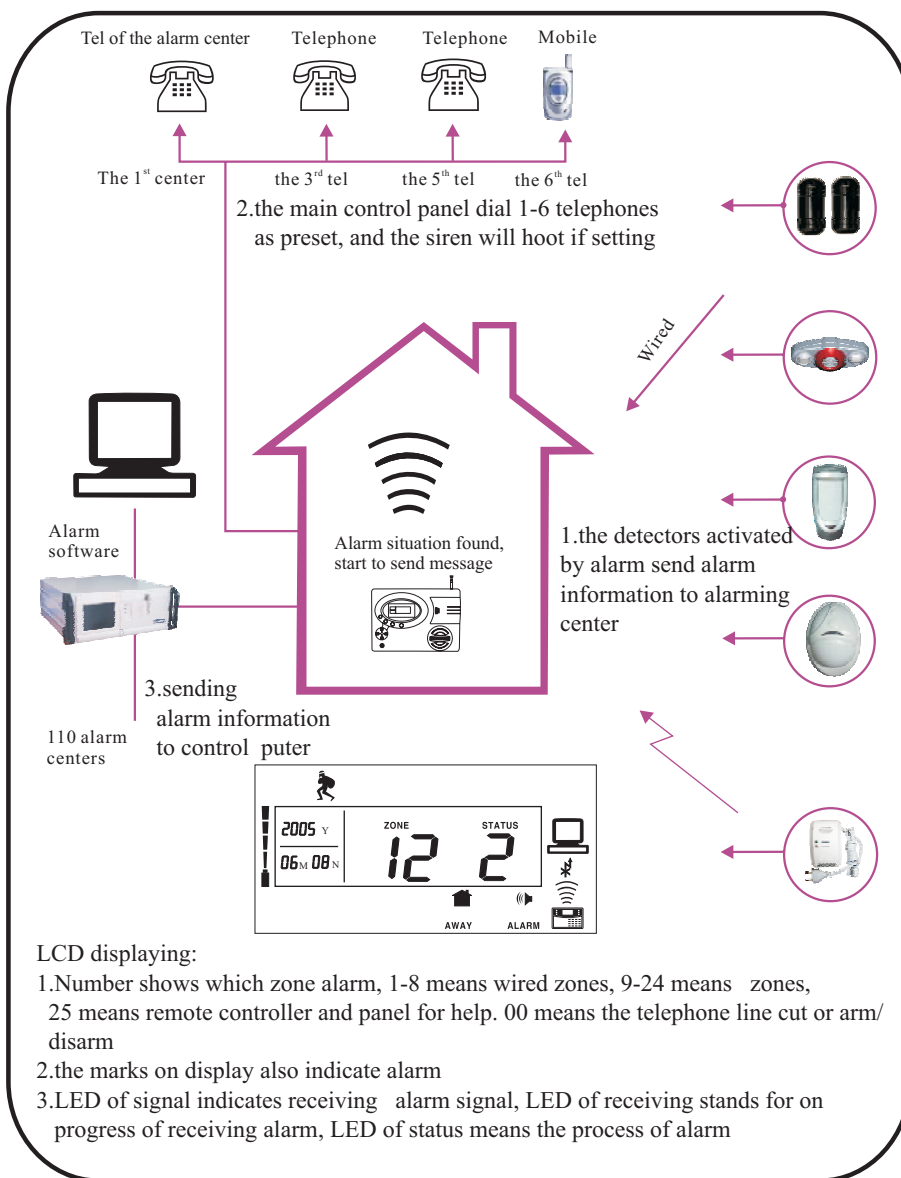 Tel of the alarm center
Telephone
Telephone
Mobile
The 1st center
the 3rd tel
the 5th tel
the 6th tel
2.the main control panel dial 1-6 telephones
as preset, and the siren will hoot if setting
Wired
Alarm
software
Alarm situation found,
start to send message
1.the detectors activated
by alarm send alarm
information to alarming
center
3.sending
alarm information
to control puter
110 alarm
centers
2005 Y
06 M 08 N
ZONE
12
STATUS
2
AWAY
ALARM
LCD displaying:
1.Number shows which zone alarm, 1-8 means wired zones, 9-24 means zones,
25 means remote controller and panel for help. 00 means the telephone line cut or arm/
disarm
2.the marks on display also indicate alarm
3.LED of signal indicates receiving alarm signal, LED of receiving stands for on
progress of receiving alarm, LED of status means the process of alarm